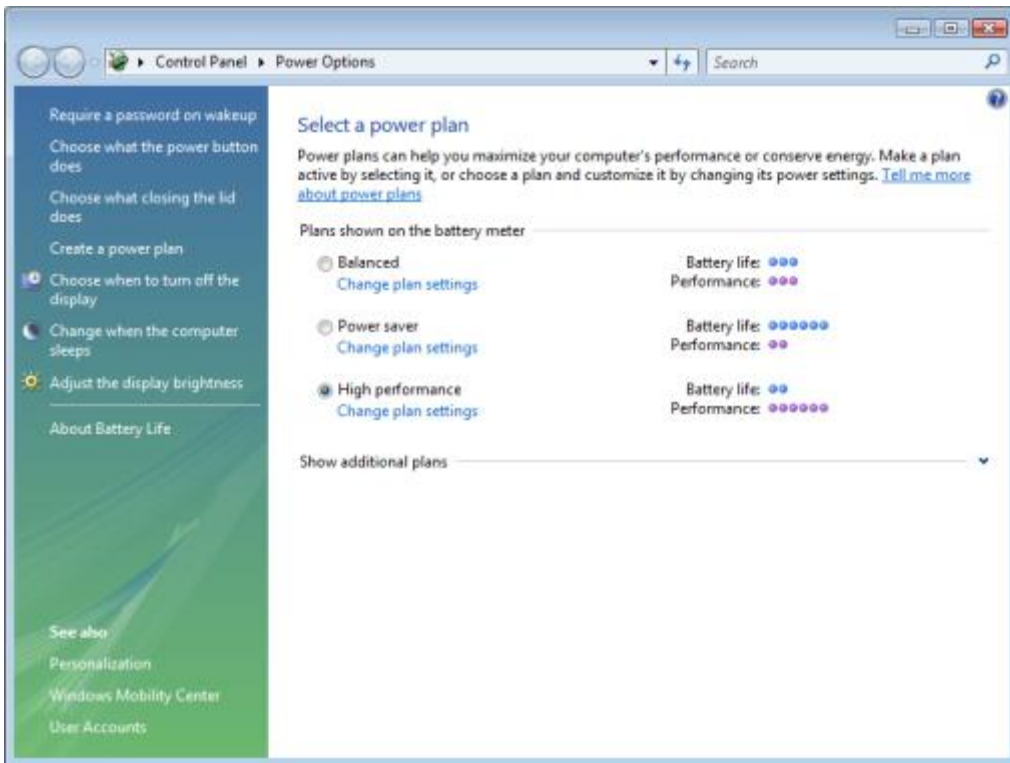 Control Panel Power Options
Search
Require a password on wakeup
Choose what the power button
does
Choose what closing the lid
does
Create a power plan
Choose when to turn off the
display
Change when the computer
sleeps
Adjust the display brightness
About Battery Life
See also
Personalization
Windows Mobility Center
User Accounts
Select a power plan
Power plans can help you maximize your computer's performance or conserve energy. Make a plan
active by selecting it, or choose a plan and customize it by changing its power settings. Tell me more
about power plans
Plans shown on the battery meter
Balanced Battery life:
Change plan settings Performance:
Power saver Battery life:
Change plan settings Performance:
High performance Battery life:
Change plan settings Performance:
Show additional plans